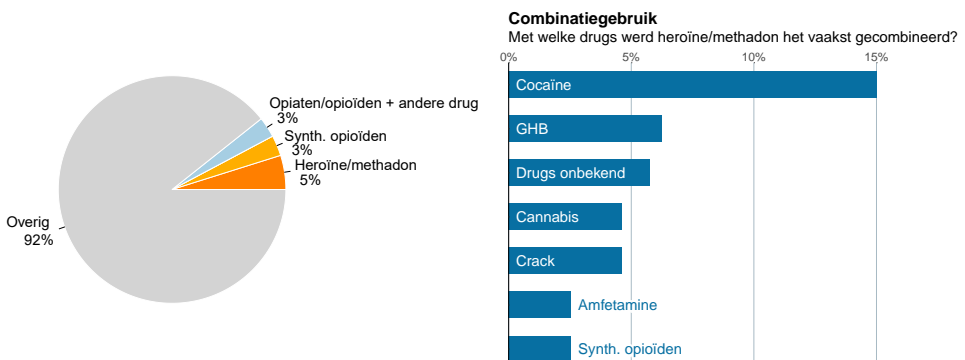 Opiaten/opioïden + andere drug
3%
Synth. opioïden
3%
Heroïne/methadon
5%
Overig
92%
Combinatiegebruik
Met welke drugs werd heroïne/methadon het vaakst gecombineerd?
0% 5% 10% 15%
Cocaïne
GHB
Drugs onbekend
Cannabis
Crack
Amfetamine
Synth. opioïden